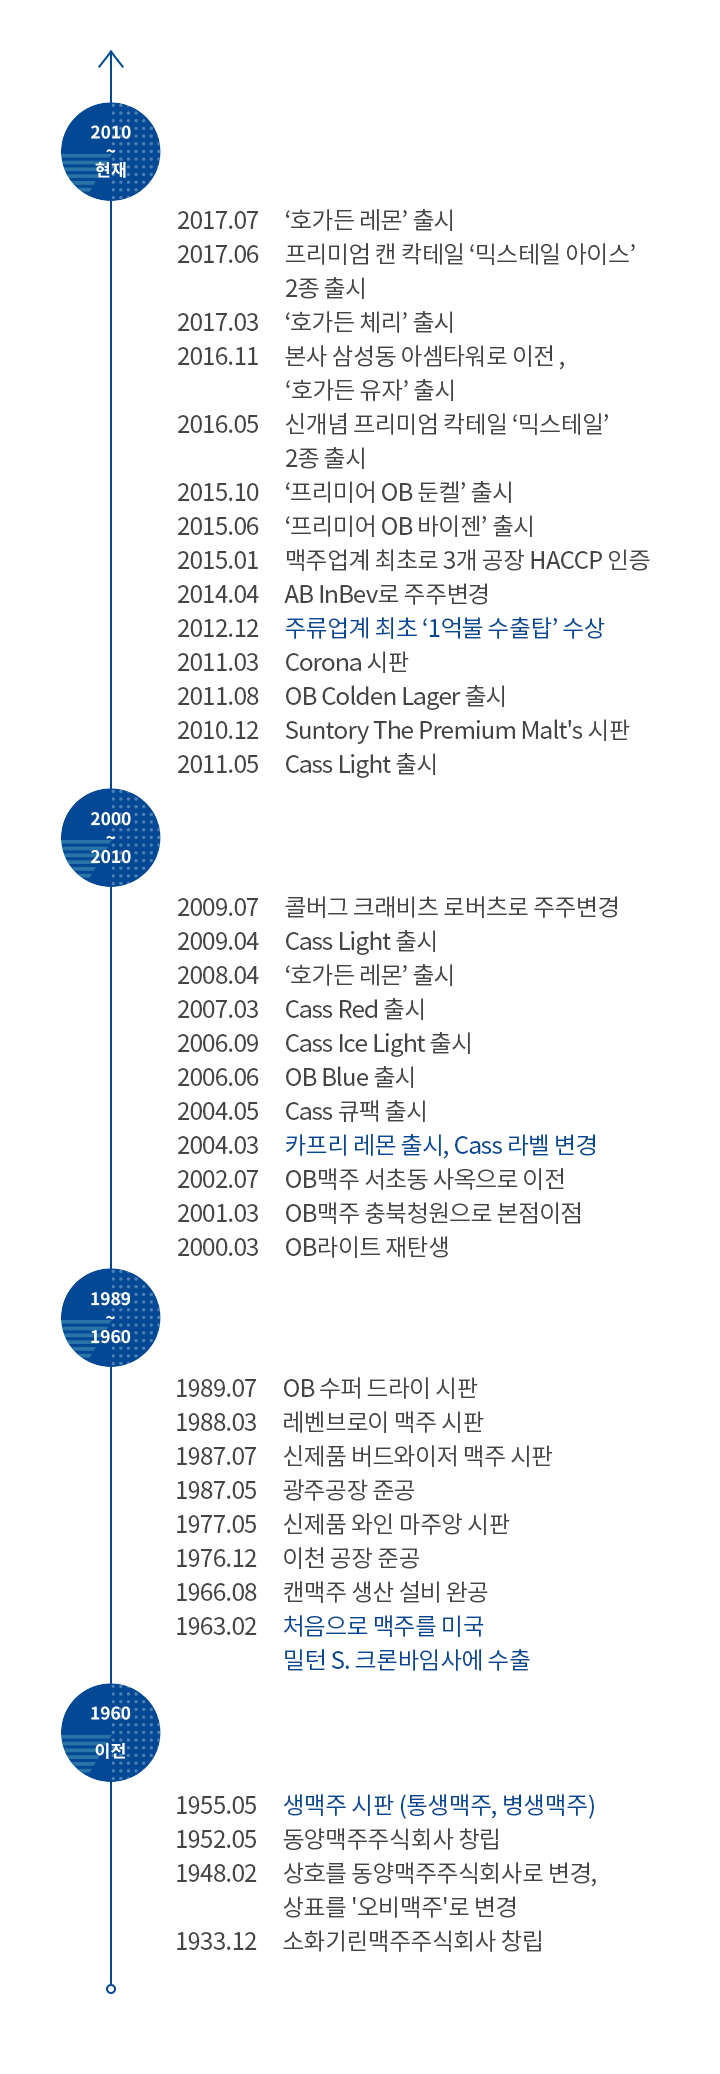 2010
~
현재
2017.07 ‘호가든 레몬’ 출시
2017.06 프리미엄 캔 칵테일 ‘믹스테일 아이스’
2종 출시
2017.03 ‘호가든 체리’ 출시
2016.11 본사 삼성동 아셈타워로 이전 ,
‘호가든 유자’ 출시
2016.05 신개념 프리미엄 칵테일 ‘믹스테일’
2종 출시
2015.10 ‘프리미어 OB 둔켈’ 출시
2015.06 ‘프리미어 OB 바이젠’ 출시
2015.01 맥주업계 최초로 3개 공장 HACCP 인증
2014.04 AB InBev로 주주변경
2012.12 주류업계 최초 ‘1억불 수출탑’ 수상
2011.03 Corona 시판
2011.08 OB Colden Lager 출시
2010.12 Suntory The Premium Malt's 시판
2011.05 Cass Light 출시
2000
~
2010
2009.07 콜버그 크래비츠 로버츠로 주주변경
2009.04 Cass Light 출시
2008.04 ‘호가든 레몬’ 출시
2007.03 Cass Red 출시
2006.09 Cass Ice Light 출시
2006.06 OB Blue 출시
2004.05 Cass 큐팩 출시
2004.03 카프리 레몬 출시, Cass 라벨 변경
2002.07 OB맥주 서초동 사옥으로 이전
2001.03 OB맥주 충북청원으로 본점이점
2000.03 OB라이트 재탄생
1989
~
1960
1989.07 OB 수퍼 드라이 시판
1988.03 레벤브로이 맥주 시판
1987.07 신제품 버드와이저 맥주 시판
1987.05 광주공장 준공
1977.05 신제품 와인 마주앙 시판
1976.12 이천 공장 준공
1966.08 캔맥주 생산 설비 완공
1963.02 처음으로 맥주를 미국
밀턴 S. 크론바임사에 수출
1960
이전
1955.05 생맥주 시판 (통생맥주, 병생맥주)
1952.05 동양맥주주식회사 창립
1948.02 상호를 동양맥주주식회사로 변경,
상표를 '오비맥주'로 변경
1933.12 소화기린맥주주식회사 창립